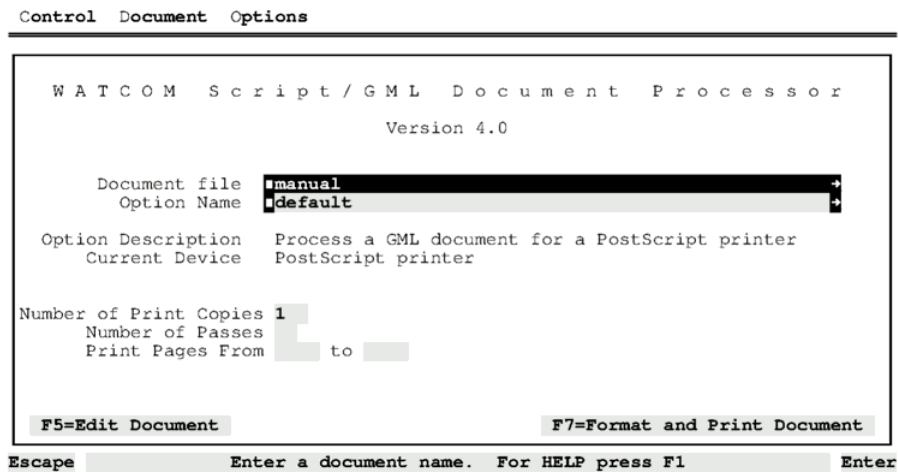 Control Document Options
W A T C O M S c r i p t / G M L D o c u m e n t P r o c e s s o r
Version 4.0
Document file manual
Option Name default
Option Description Process a GML document for a PostScript printer
Current Device PostScript printer
Number of Print Copies 1
Number of Passes
Print Pages From to
F5=Edit Document F7=Format and Print Document
Escape Enter a document name. For HELP press F1 Enter